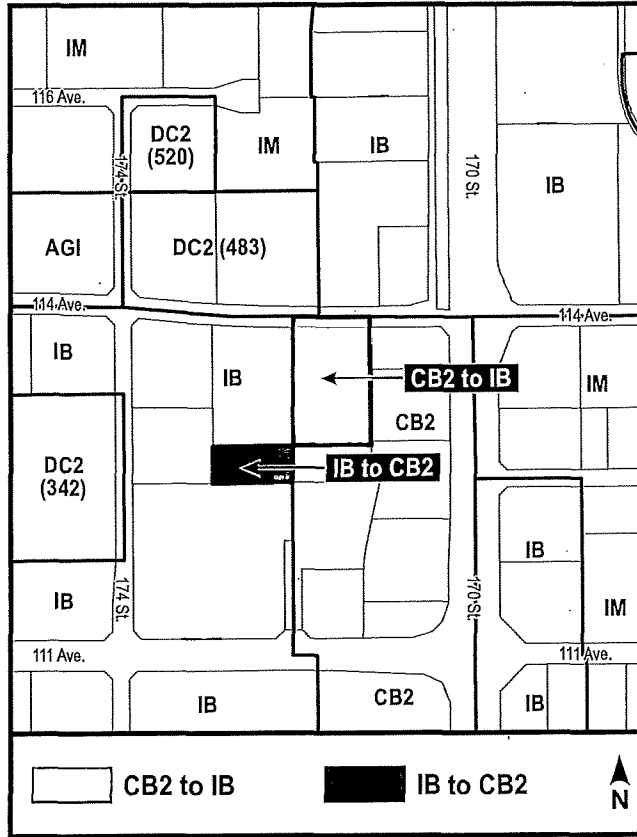 IM
116 Ave.
DC2
(520)
IM
IB
174 St.
170 St.
IB
AGI
DC2 (483)
114 Ave.
114 Ave.
IB
IB
CB2 to IB
IM
CB2
DC2
(342)
IB to CB2
IB
IB
174 St.
170 St.
IM
111 Ave.
111 Ave.
IB
CB2
IB
CB2 to IB
IB to CB2
N